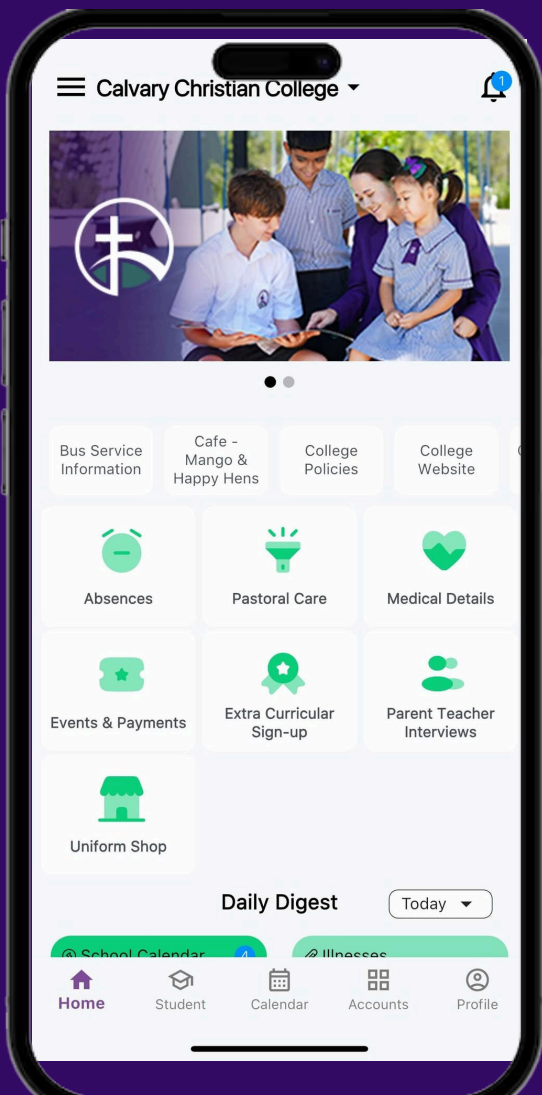 Calvary Christian College
1
Bus Service
Information
Cafe -
Mango &
Happy Hens
College
Policies
College
Website
Absences
Pastoral Care
Medical Details
Events & Payments
Extra Curricular
Sign-up
Parent Teacher
Interviews
Uniform Shop
Daily Digest
Today
School Calendar
4
Illnesses
Home
Student
Calendar
Accounts
Profile